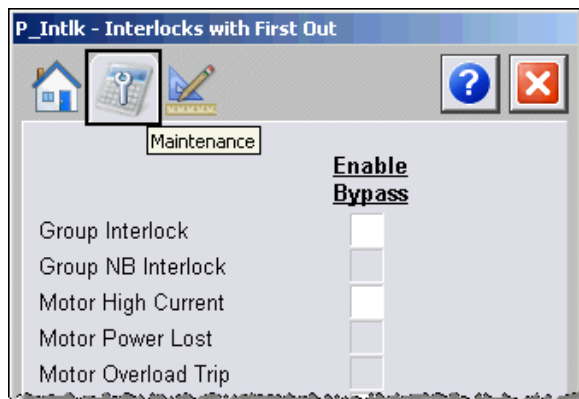 P_Intlk - Interlocks with First Out
?
Maintenance
Enable
Bypass
Group Interlock
Group NB Interlock
Motor High Current
Motor Power Lost
Motor Overload Trip